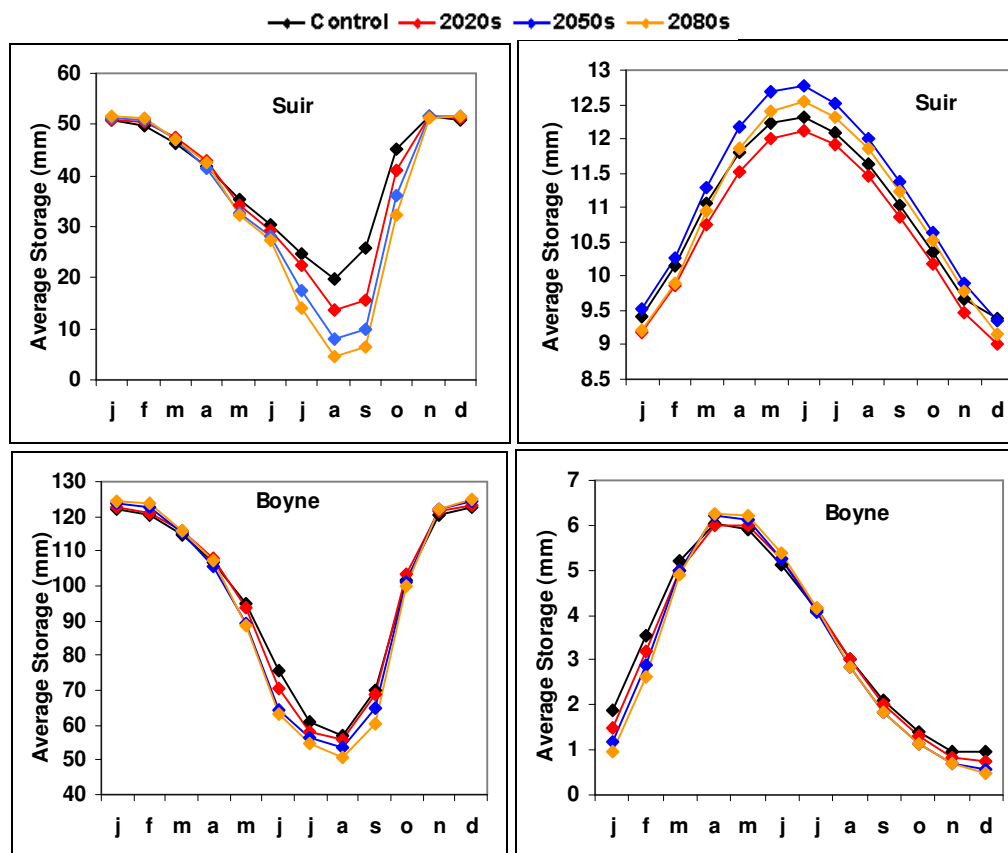 Control 2020s 2050s 2080s
Suir
Average Storage (mm)
60
50
40
30
20
10
0
j f m a m j j a s o n d
Suir
Average Storage (mm)
13
12.5
12
11.5
11
10.5
10
9.5
9
8.5
j f m a m j j a s o n d
Boyne
Average Storage (mm)
130
120
110
100
90
80
70
60
50
40
j f m a m j j a s o n d
Boyne
Average Storage (mm)
7
6
5
4
3
2
1
0
j f m a m j j a s o n d